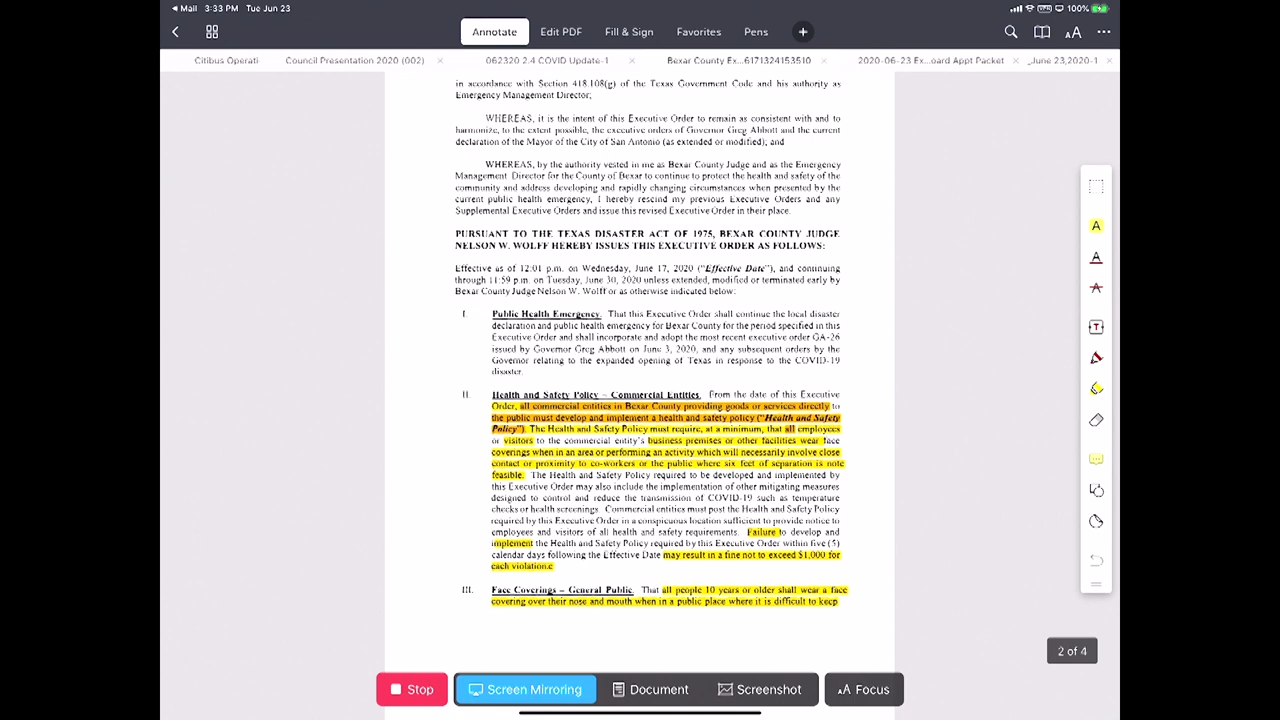 Mail 3:33 PM Tue Jun 23 VPN 100%
Annotate Edit PDF Fill & Sign Favorites Pens
Citibus Operati Council Presentation 2020 (002) 062320 2.4 COVID Update-1 Bexar County Ex...6171324153510 2020-06-23 Ex...oard Appt Packet _June 23,2020-1
in accordance with Section 418.108(g) of the Texas Government Code and his authority as
Emergency Management Director;
WHEREAS, it is the intent of this Executive Order to remain as consistent with and to
harmonize, to the extent possible, the executive orders of Governor Greg Abbott and the current
declaration of the Mayor of the City of San Antonio (as extended or modified); and
WHEREAS, by the authority vested in me as Bexar County Judge and as the Emergency
Management Director for the County of Bexar to continue to protect the health and safety of the
community and address developing and rapidly changing circumstances when presented by the
current public health emergency, I hereby rescind my previous Executive Orders and any
Supplemental Executive Orders and issue this revised Executive Order in their place.
PURSUANT TO THE TEXAS DISASTER ACT OF 1975, BEXAR COUNTY JUDGE
NELSON W. WOLFF HEREBY ISSUES THIS EXECUTIVE ORDER AS FOLLOWS:
Effective as of 12:01 p.m. on Wednesday, June 17, 2020 ("Effective Date"), and continuing
through 11:59 p.m. on Tuesday, June 30, 2020 unless extended, modified or terminated early by
Bexar County Judge Nelson W. Wolff or as otherwise indicated below:
I. Public Health Emergency. That this Executive Order shall continue the local disaster
declaration and public health emergency for Bexar County for the period specified in this
Executive Order and shall incorporate and adopt the most recent executive order GA-26
issued by Governor Greg Abbott on June 3, 2020, and any subsequent orders by the
Governor relating to the expanded opening of Texas in response to the COVID-19
disaster.
II. Health and Safety Policy – Commercial Entities. From the date of this Executive
Order, all commercial entities in Bexar County providing goods or services directly to
the public must develop and implement a health and safety policy ("Health and Safety
Policy"). The Health and Safety Policy must require, at a minimum, that all employees
or visitors to the commercial entity's business premises or other facilities wear face
coverings when in an area or performing an activity which will necessarily involve close
contact or proximity to co-workers or the public where six feet of separation is note
feasible. The Health and Safety Policy required to be developed and implemented by
this Executive Order may also include the implementation of other mitigating measures
designed to control and reduce the transmission of COVID-19 such as temperature
checks or health screenings. Commercial entities must post the Health and Safety Policy
required by this Executive Order in a conspicuous location sufficient to provide notice to
employees and visitors of all health and safety requirements. Failure to develop and
implement the Health and Safety Policy required by this Executive Order within five (5)
calendar days following the Effective Date may result in a fine not to exceed $1,000 for
each violation.c
III. Face Coverings – General Public. That all people 10 years or older shall wear a face
covering over their nose and mouth when in a public place where it is difficult to keep
2 of 4
Stop Screen Mirroring Document Screenshot AA Focus